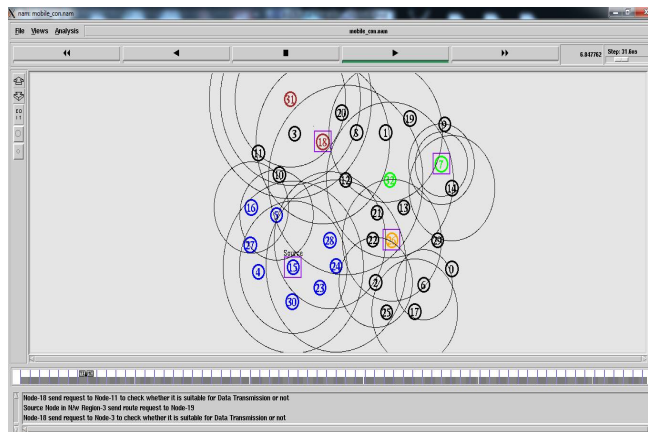 nam: mobile_con.nam
File Views Analysis mobile_con.nam
6.847762 Step: 31.6ms
31
20
19
3 18 8 1 9
11
7
10 12 32 14
16 5 21 13
28 22 29
27
Source
4 15 24 0
2 6
23
30 25 17
Node-18 send request to Node-11 to check whether it is suitable for Data Transmission or not
Source Node in N/w Region-3 send route request to Node-19
Node-18 send request to Node-3 to check whether it is suitable for Data Transmission or not